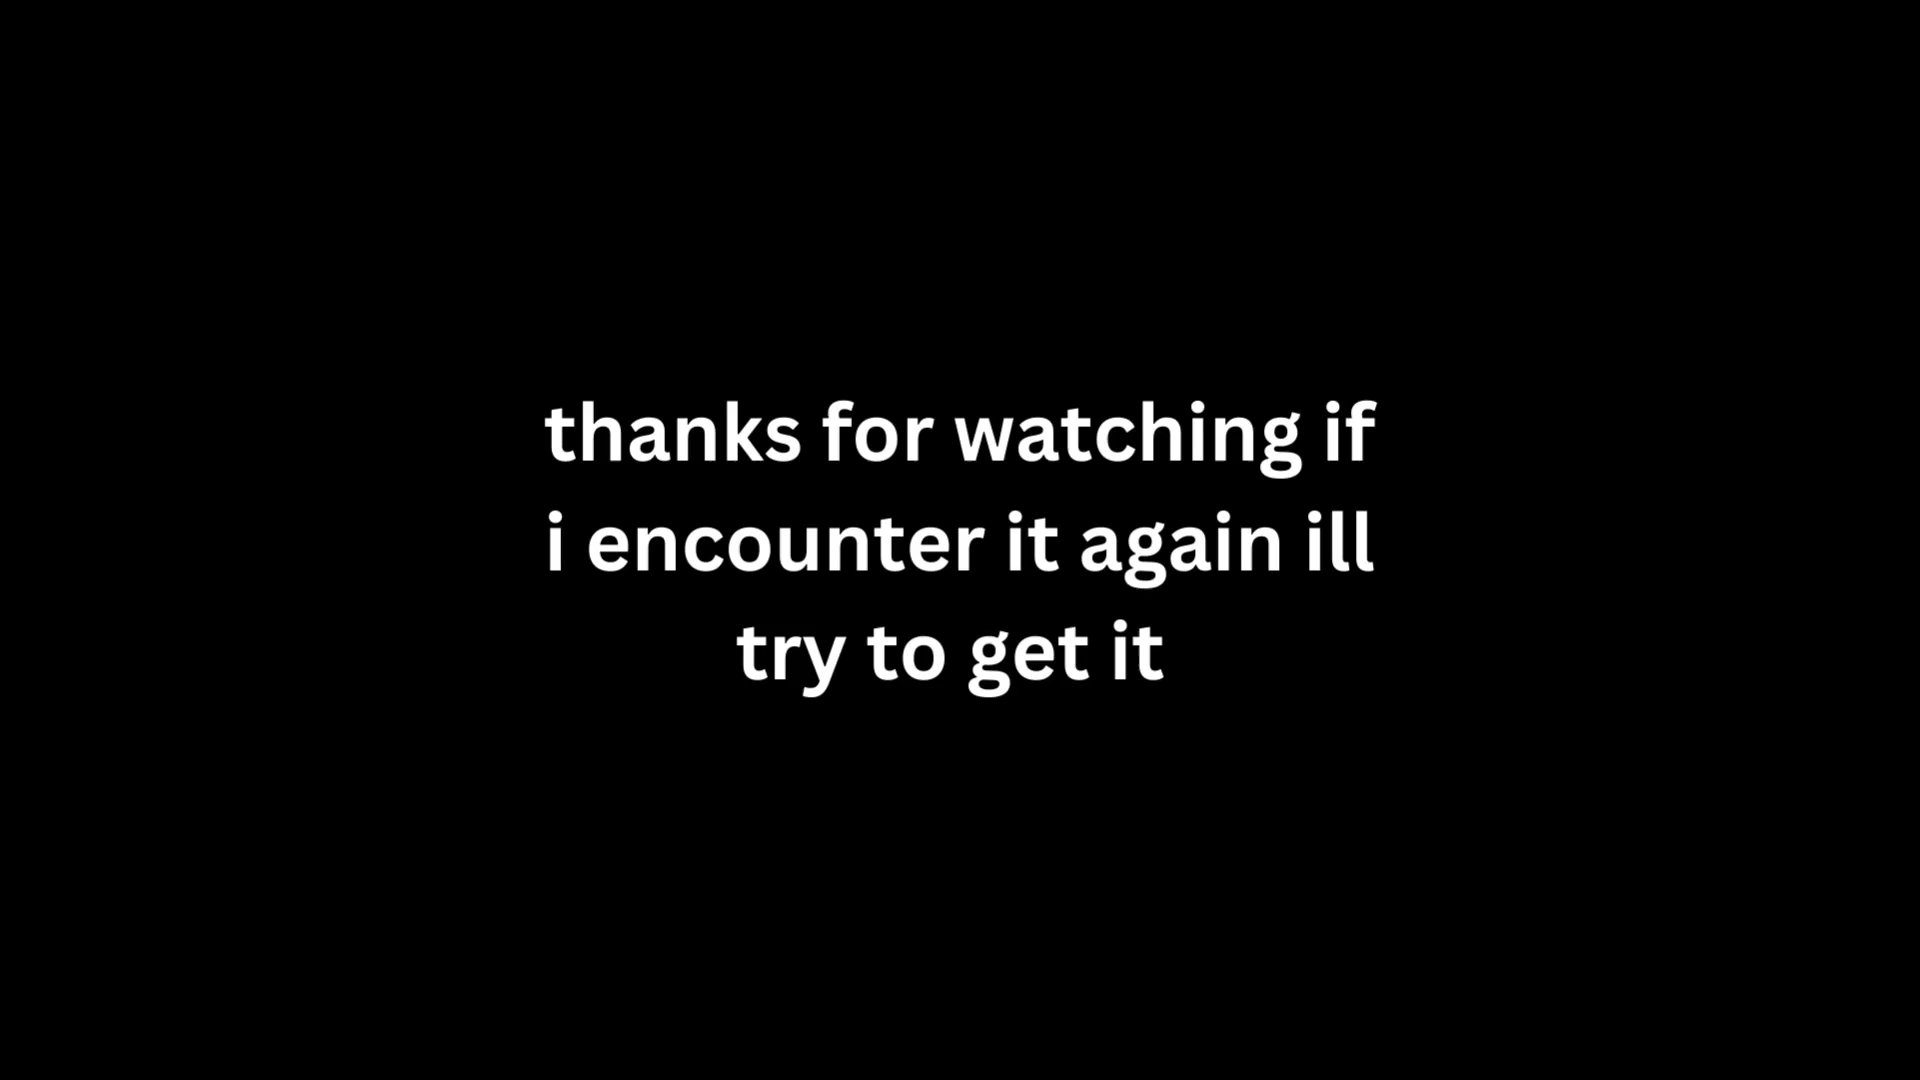 thanks for watching if
i encounter it again ill
try to get it